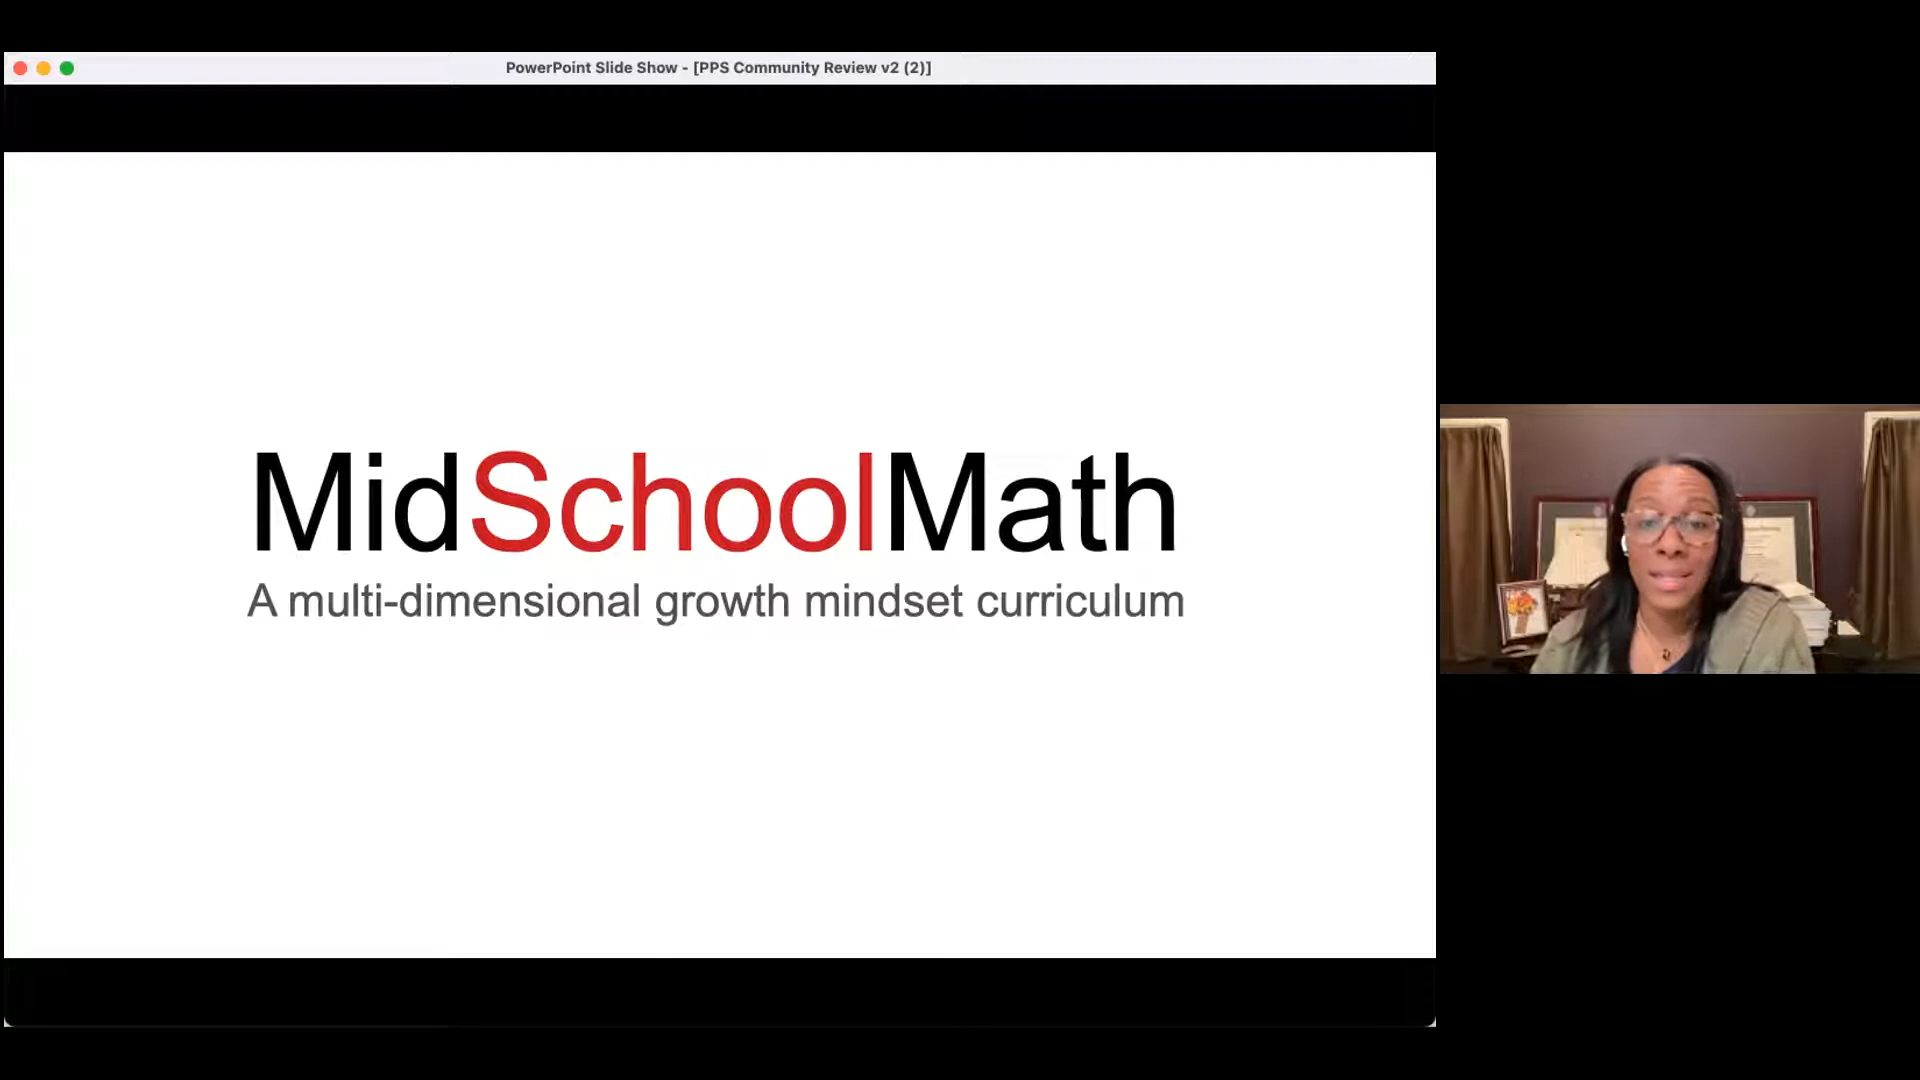 PowerPoint Slide Show - [PPS Community Review v2 (2)]
MidSchoolMath
A multi-dimensional growth mindset curriculum